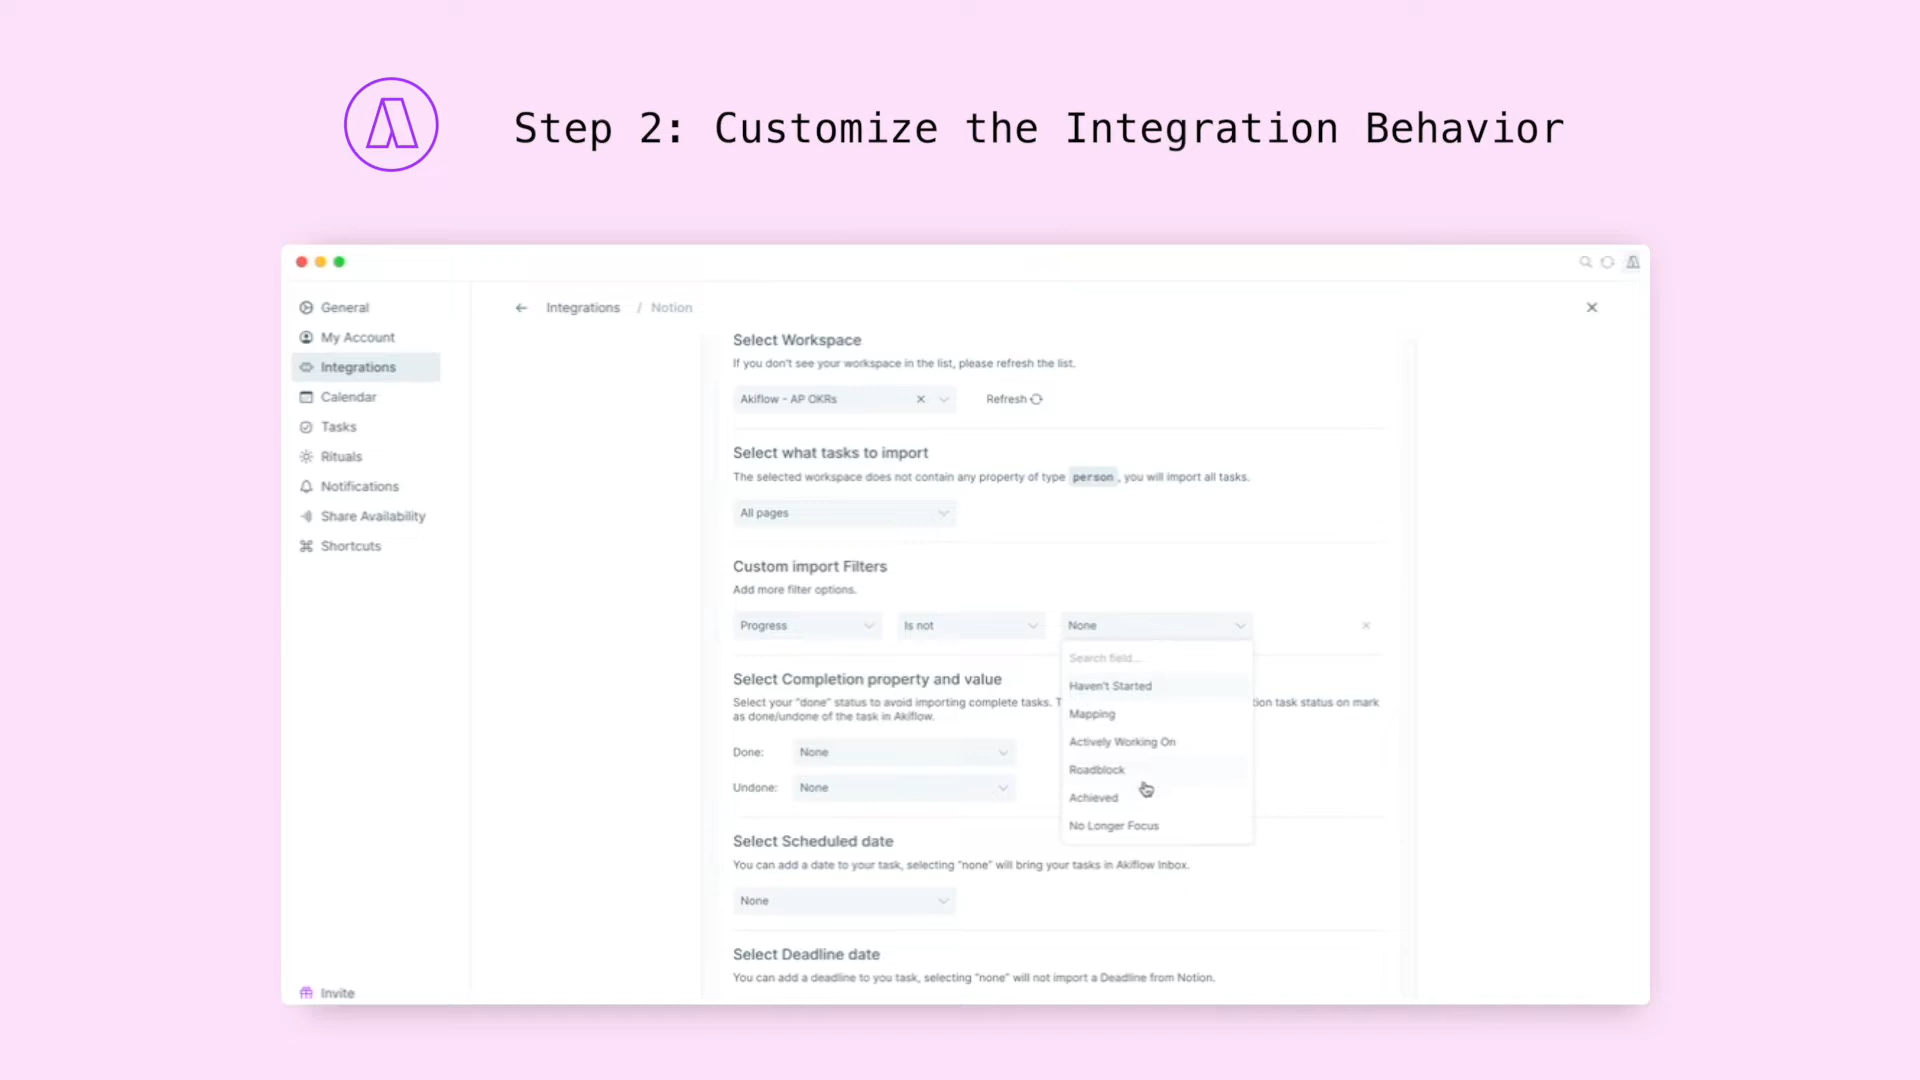 Step 2: Customize the Integration Behavior
General
My Account
Integrations
Calendar
Tasks
Rituals
Notifications
Share Availability
Shortcuts
Invite
← Integrations / Notion
Select Workspace
If you don't see your workspace in the list, please refresh the list.
Akiflow - AP OKRs
Refresh
Select what tasks to import
The selected workspace does not contain any property of type person , you will import all tasks.
All pages
Custom import Filters
Add more filter options.
Progress
Is not
None
Search field...
Haven't Started
Mapping
Actively Working On
Roadblock
Achieved
No Longer Focus
Select Completion property and value
Select your "done" status to avoid importing complete tasks. T
tion task status on mark
as done/undone of the task in Akiflow.
Done: None
Undone: None
Select Scheduled date
You can add a date to your task, selecting "none" will bring your tasks in Akiflow Inbox.
None
Select Deadline date
You can add a deadline to you task, selecting "none" will not import a Deadline from Notion.